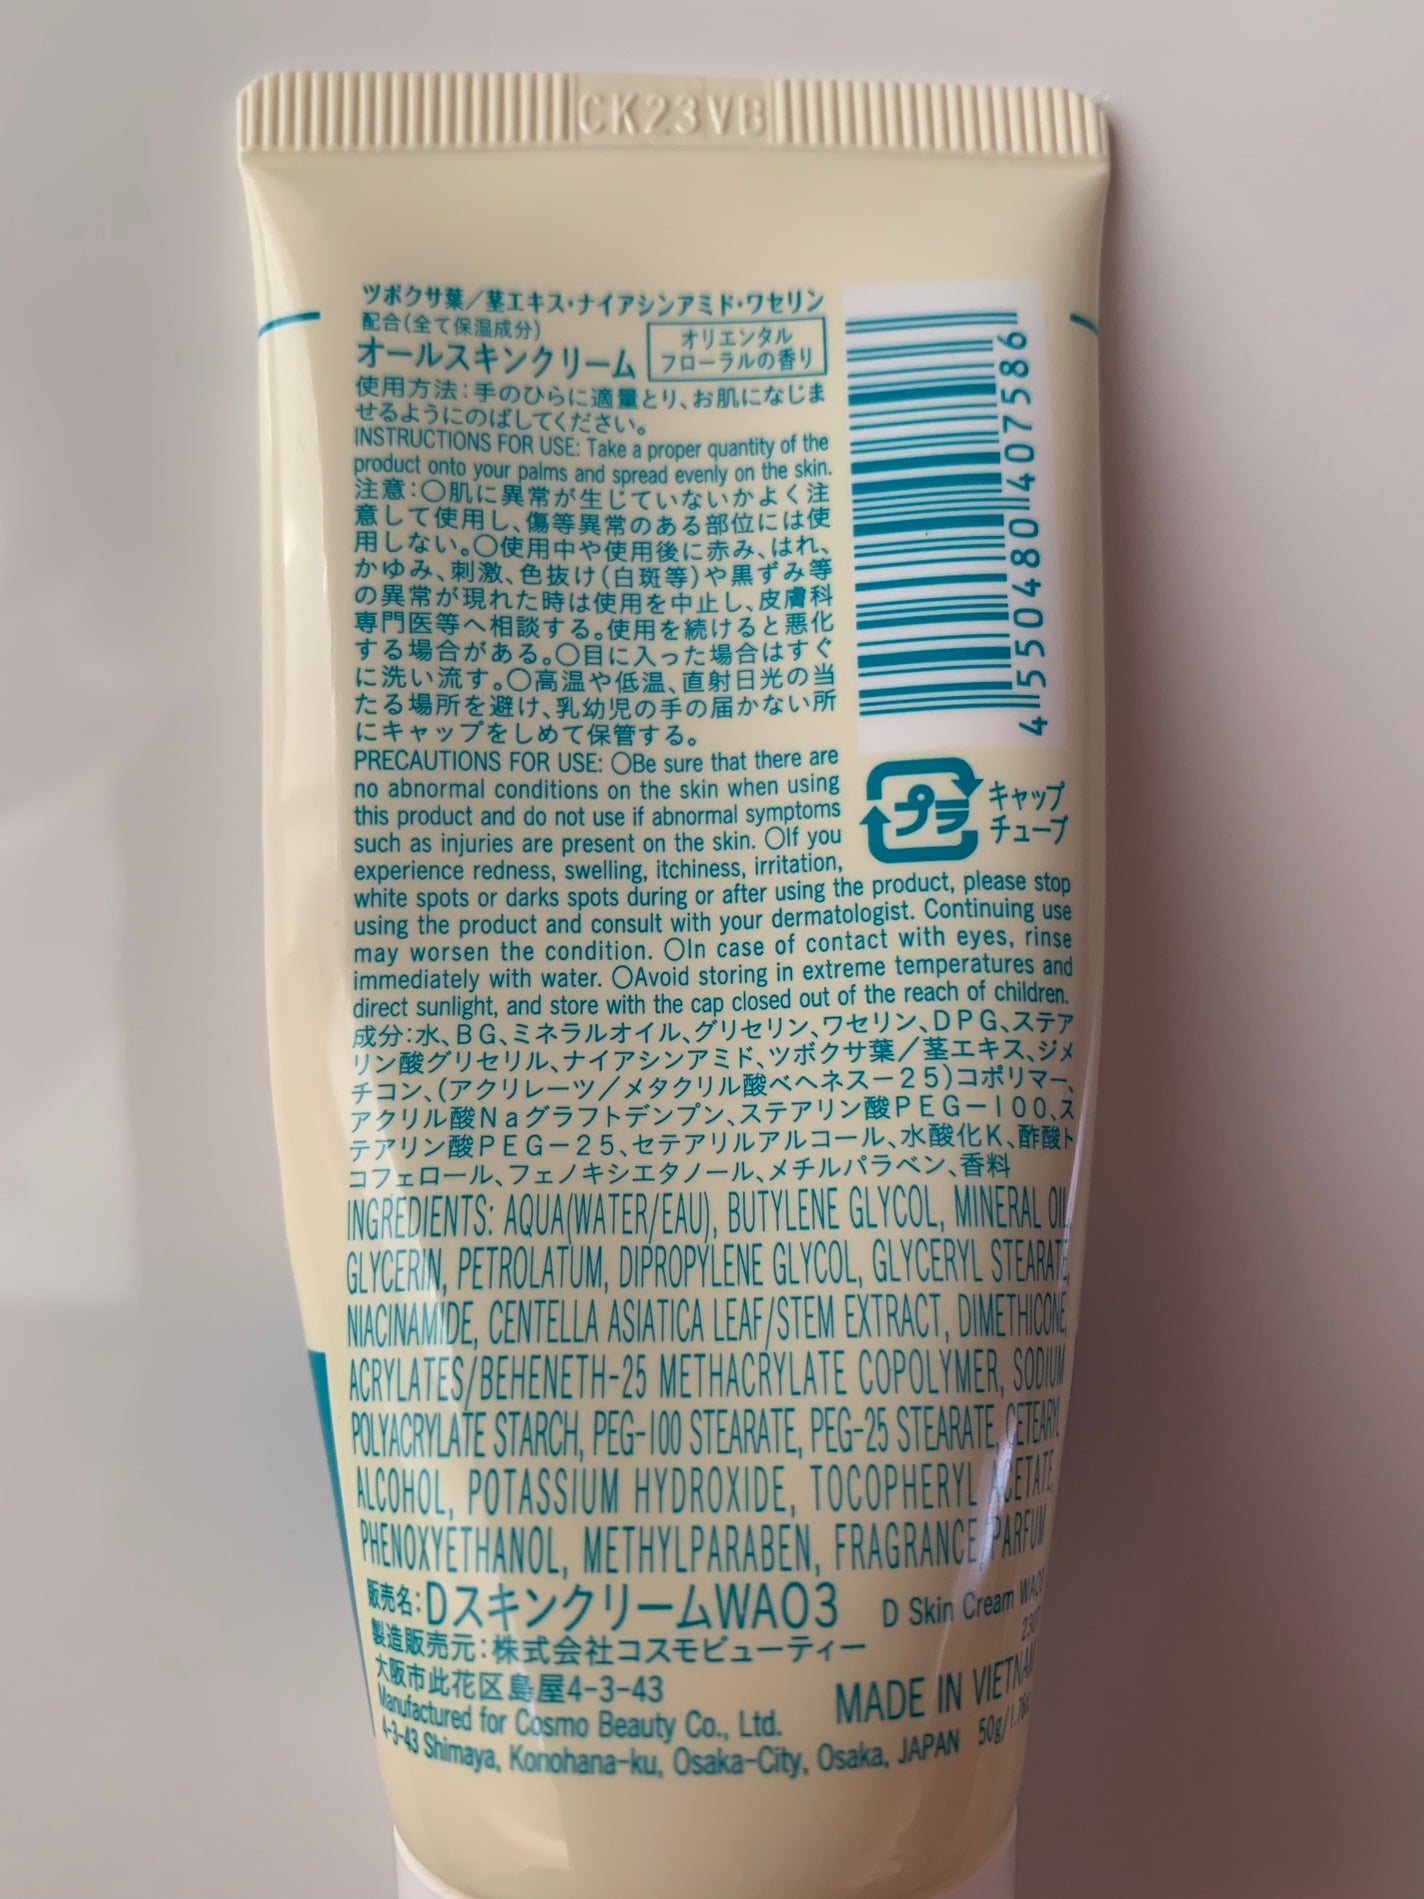 CK23VB
ツボクサ葉/茎エキス・ナイアシンアミド・ワセリン
配合(全て保湿成分)
オールスキンクリーム
オリエンタル
フローラルの香り
使用方法:手のひらに適量とり、お肌になじま
せるようにのばしてください。
INSTRUCTIONS FOR USE: Take a proper quantity of the
product onto your palms and spread evenly on the skin.
注意:○肌に異常が生じていないかよく注
意して使用し、傷等異常のある部位には使
用しない。○使用中や使用後に赤み、はれ、
かゆみ、刺激、色抜け(白斑等)や黒ずみ等
の異常が現れた時は使用を中止し、皮膚科
専門医等へ相談する。使用を続けると悪化
する場合がある。○目に入った場合はすぐ
に洗い流す。○高温や低温、直射日光の当
たる場所を避け、乳幼児の手の届かない所
にキャップをしめて保管する。
4 550480 407586
プラ
キャップ
チューブ
PRECAUTIONS FOR USE: ○Be sure that there are
no abnormal conditions on the skin when using
this product and do not use if abnormal symptoms
such as injuries are present on the skin. ○If you
experience redness, swelling, itchiness, irritation,
white spots or darks spots during or after using the product, please stop
using the product and consult with your dermatologist. Continuing use
may worsen the condition. ○In case of contact with eyes, rinse
immediately with water. ○Avoid storing in extreme temperatures and
direct sunlight, and store with the cap closed out of the reach of children.
成分:水、BG、ミネラルオイル、グリセリン、ワセリン、DPG、ステア
リン酸グリセリル、ナイアシンアミド、ツボクサ葉/茎エキス、ジメ
チコン、(アクリレーツ/メタクリル酸ベヘネス-25)コポリマー、
アクリル酸Naグラフトデンプン、ステアリン酸PEG-100、ス
テアリン酸PEG-25、セテアリルアルコール、水酸化K、酢酸ト
コフェロール、フェノキシエタノール、メチルパラベン、香料
INGREDIENTS: AQUA(WATER/EAU), BUTYLENE GLYCOL, MINERAL OIL,
GLYCERIN, PETROLATUM, DIPROPYLENE GLYCOL, GLYCERYL STEARATE,
NIACINAMIDE, CENTELLA ASIATICA LEAF/STEM EXTRACT, DIMETHICONE,
ACRYLATES/BEHENETH-25 METHACRYLATE COPOLYMER, SODIUM
POLYACRYLATE STARCH, PEG-100 STEARATE, PEG-25 STEARATE, CETEARYL
ALCOHOL, POTASSIUM HYDROXIDE, TOCOPHERYL ACETATE,
PHENOXYETHANOL, METHYLPARABEN, FRAGRANCE/PARFUM
販売名:DスキンクリームWA03
D Skin Cream
製造販売元:株式会社コスモビューティー
大阪市此花区島屋4-3-43
MADE IN VIETNAM
Manufactured for Cosmo Beauty Co., Ltd.
4-3-43 Shimaya, Konohana-ku, Osaka-City, Osaka, JAPAN
50g/1.76